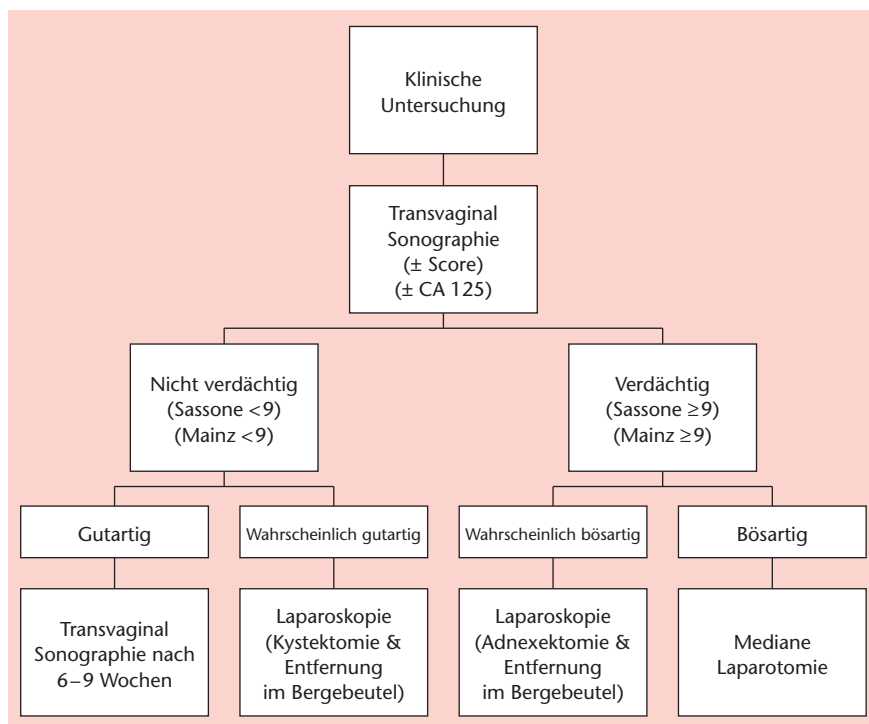 Klinische
Untersuchung
Transvaginal
Sonographie
(± Score)
(± CA 125)
Nicht verdächtig
(Sassone <9)
(Mainz <9)
Verdächtig
(Sassone ≥9)
(Mainz ≥9)
Gutartig
Wahrscheinlich gutartig
Wahrscheinlich bösartig
Bösartig
Transvaginal
Sonographie nach
6–9 Wochen
Laparoskopie
(Kystektomie &
Entfernung
im Bergebeutel)
Laparoskopie
(Adnexektomie &
Entfernung
im Bergebeutel)
Mediane
Laparotomie